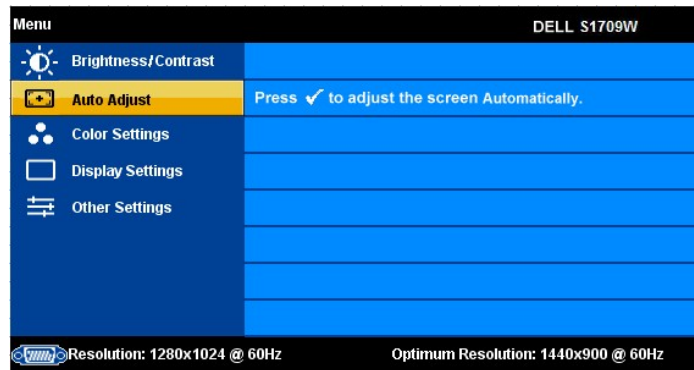 Menu DELL S1709W
Brightness/Contrast
Auto Adjust Press ✓ to adjust the screen Automatically.
Color Settings
Display Settings
Other Settings
Resolution: 1280x1024 @ 60Hz Optimum Resolution: 1440x900 @ 60Hz